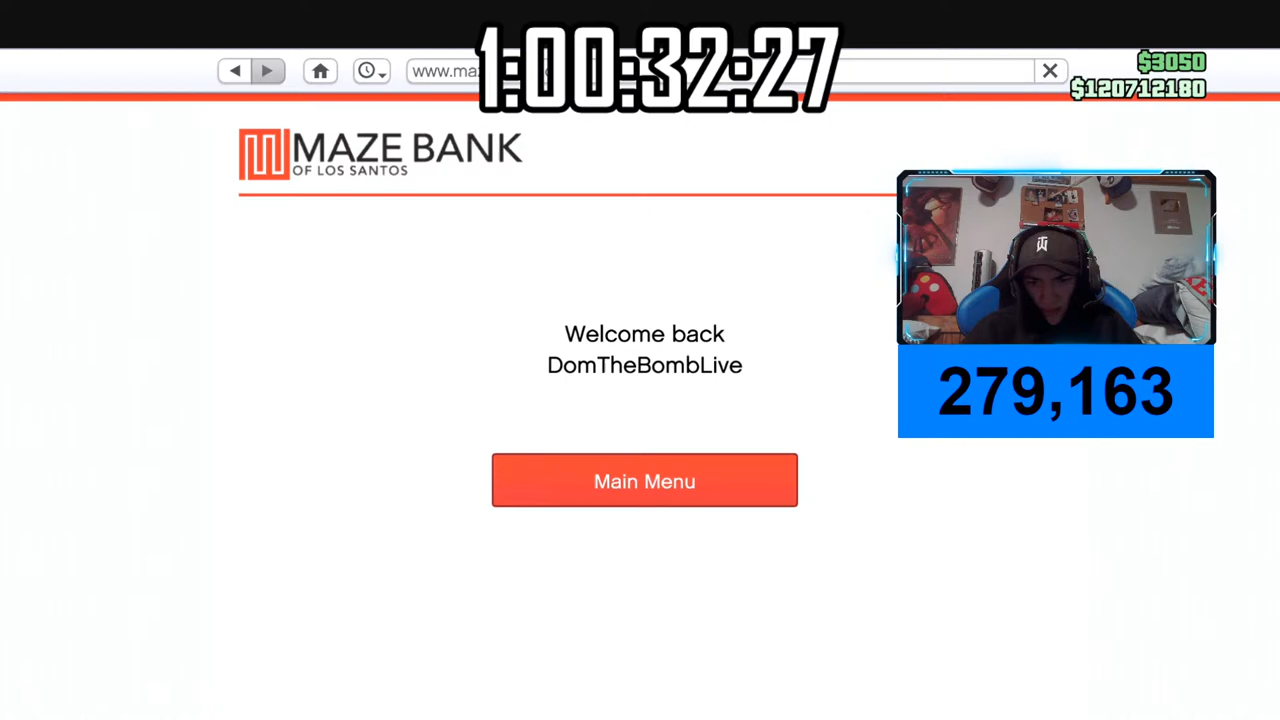 1:00:32:27
www.maz
$3050
$120712180
MAZE BANK
OF LOS SANTOS
Welcome back
DomTheBombLive
279,163
Main Menu